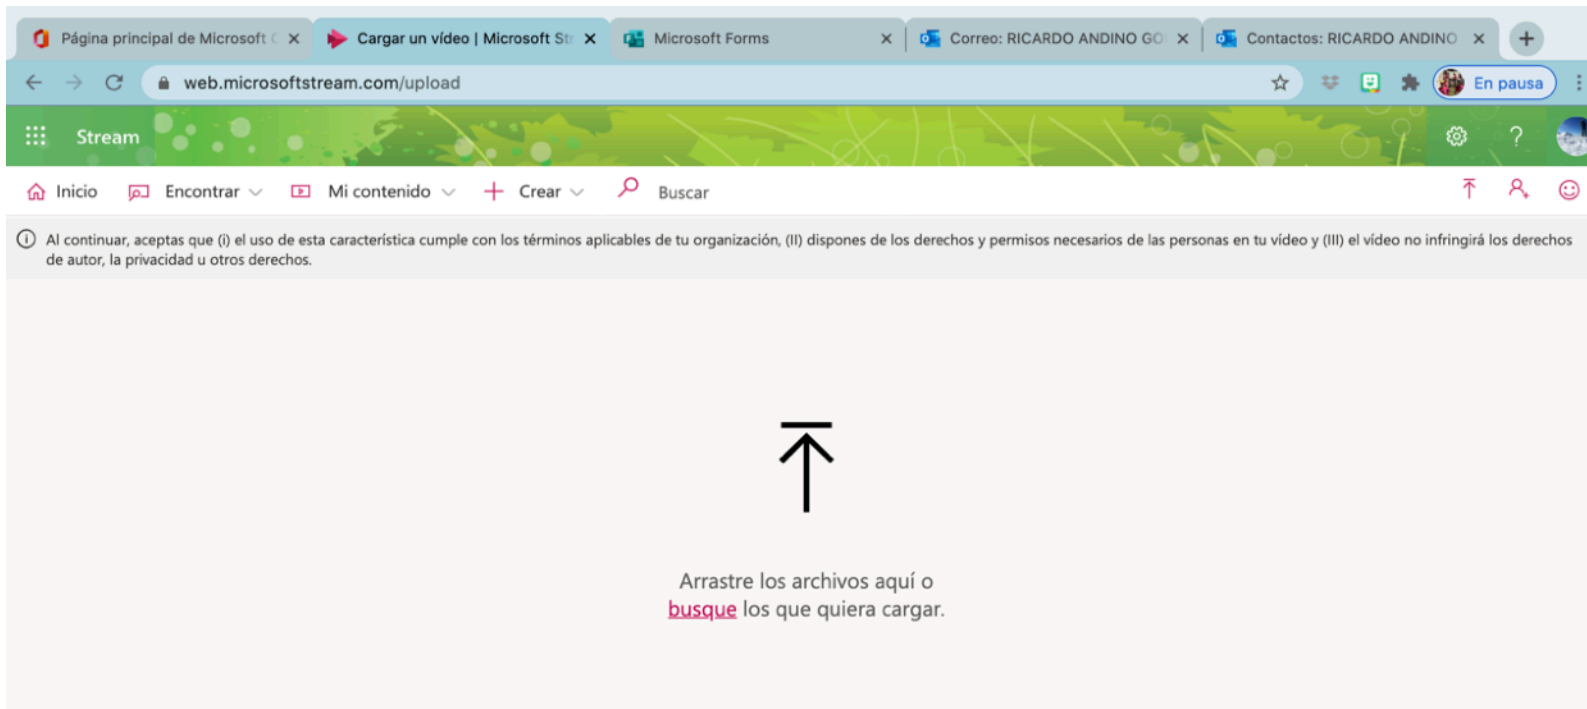 Página principal de Microsoft Cargar un vídeo | Microsoft Str Microsoft Forms Correo: RICARDO ANDINO GO Contactos: RICARDO ANDINO
web.microsoftstream.com/upload En pausa
Stream
Inicio Encontrar Mi contenido Crear Buscar
Al continuar, aceptas que (i) el uso de esta característica cumple con los términos aplicables de tu organización, (II) dispones de los derechos y permisos necesarios de las personas en tu vídeo y (III) el vídeo no infringirá los derechos
de autor, la privacidad u otros derechos.
Arrastre los archivos aquí o
busque los que quiera cargar.